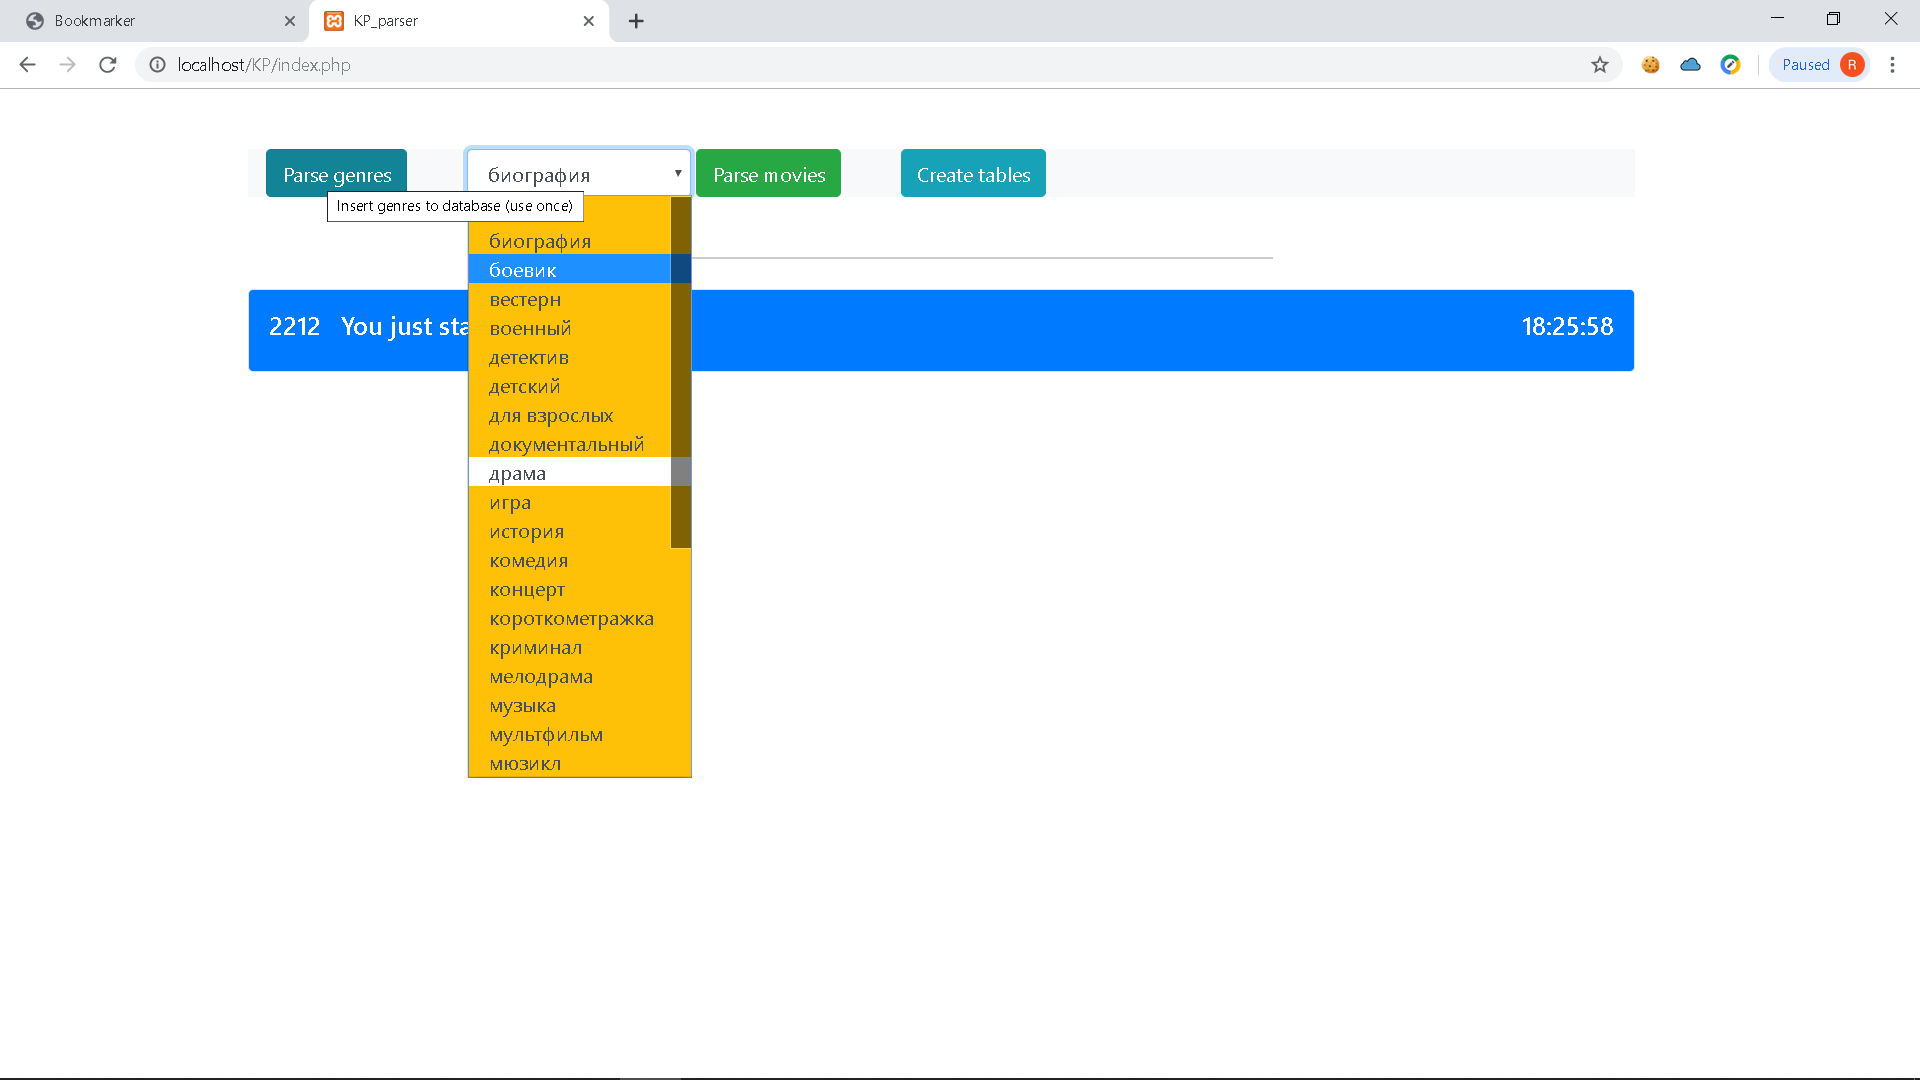 Bookmarker
KP_parser
localhost/KP/index.php
Paused
R
Parse genres
биография
Parse movies
Create tables
Insert genres to database (use once)
биография
боевик
вестерн
военный
детектив
детский
для взрослых
документальный
драма
игра
история
комедия
концерт
короткометражка
криминал
мелодрама
музыка
мультфильм
мюзикл
2212 You just sta
18:25:58